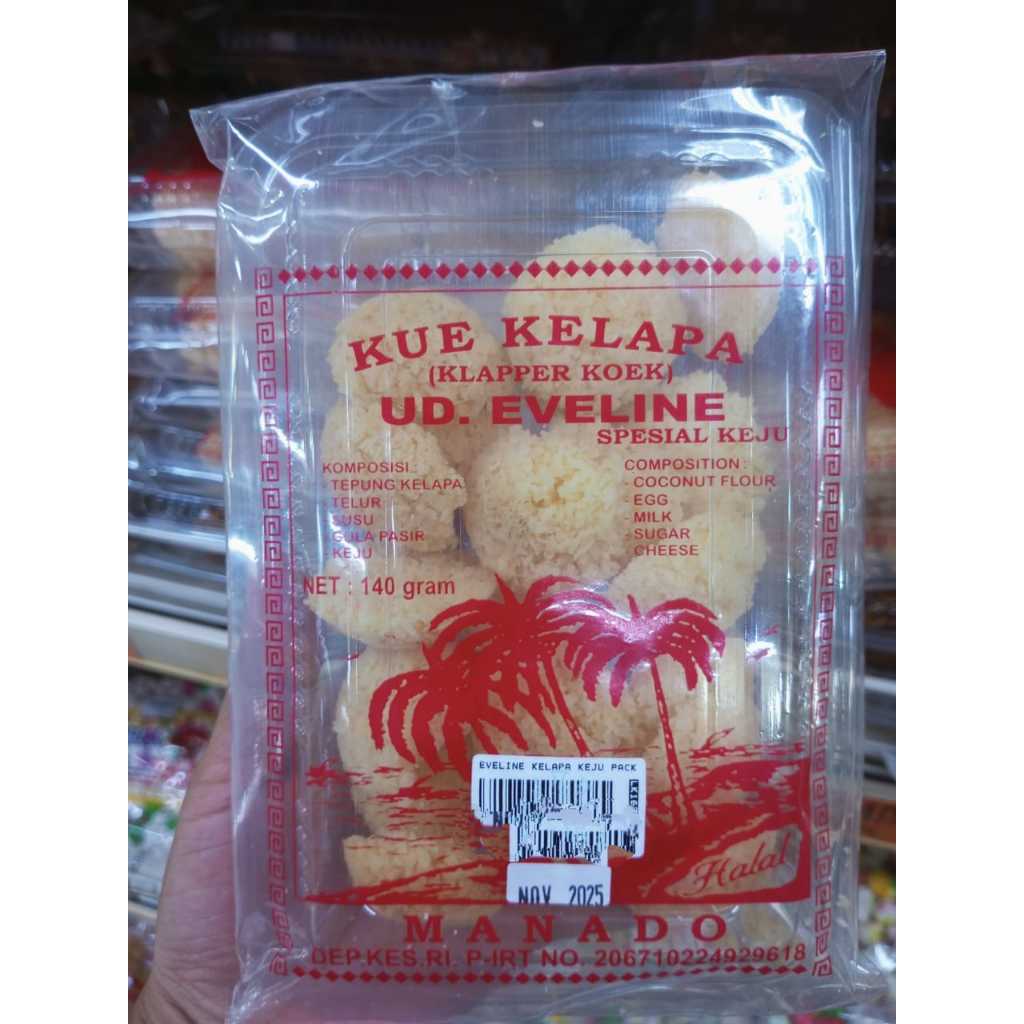 KUE KELAPA
(KLAPPER KOEK)
UD. EVELINE
SPESIAL KEJU
KOMPOSISI
- TEPUNG KELAPA
- TELUR
- SUSU
- GULA PASIR
- KEJU
COMPOSITION :
- COCONUT FLOUR
- EGG
- MILK
- SUGAR
- CHEESE
NET : 140 gram
EVELINE KELAPA KEJU PACK
NOV 2025
Halal
MANADO
DEP.KES.RI. P-IRT NO. 206710224929618